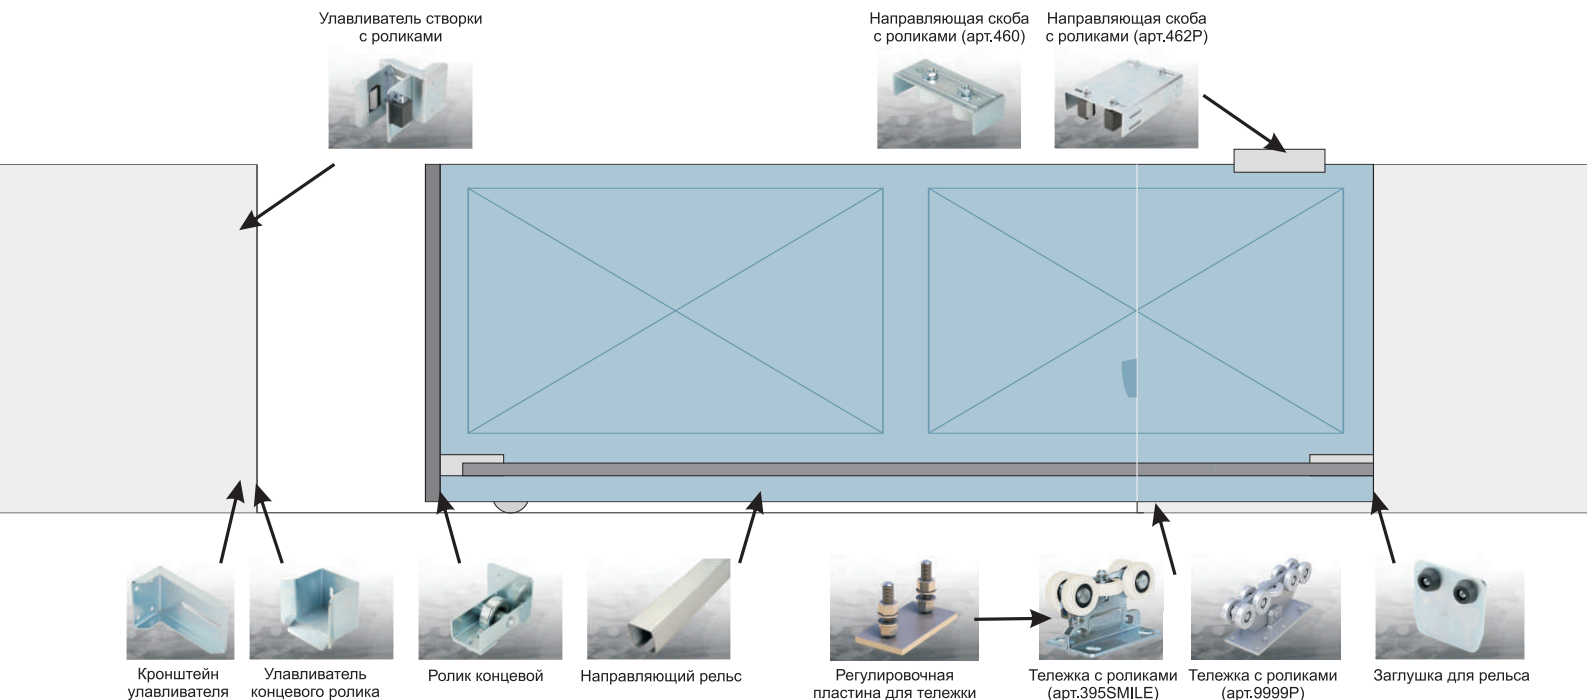 Улавливатель створки
с роликами
Направляющая скоба
с роликами (арт.460)
Направляющая скоба
с роликами (арт.462Р)
Кронштейн
улавливателя
Улавливатель
концевого ролика
Ролик концевой
Направляющий рельс
Регулировочная
пластина для тележки
Тележка с роликами
(арт.395SMILE)
Тележка с роликами
(арт.9999Р)
Заглушка для рельса